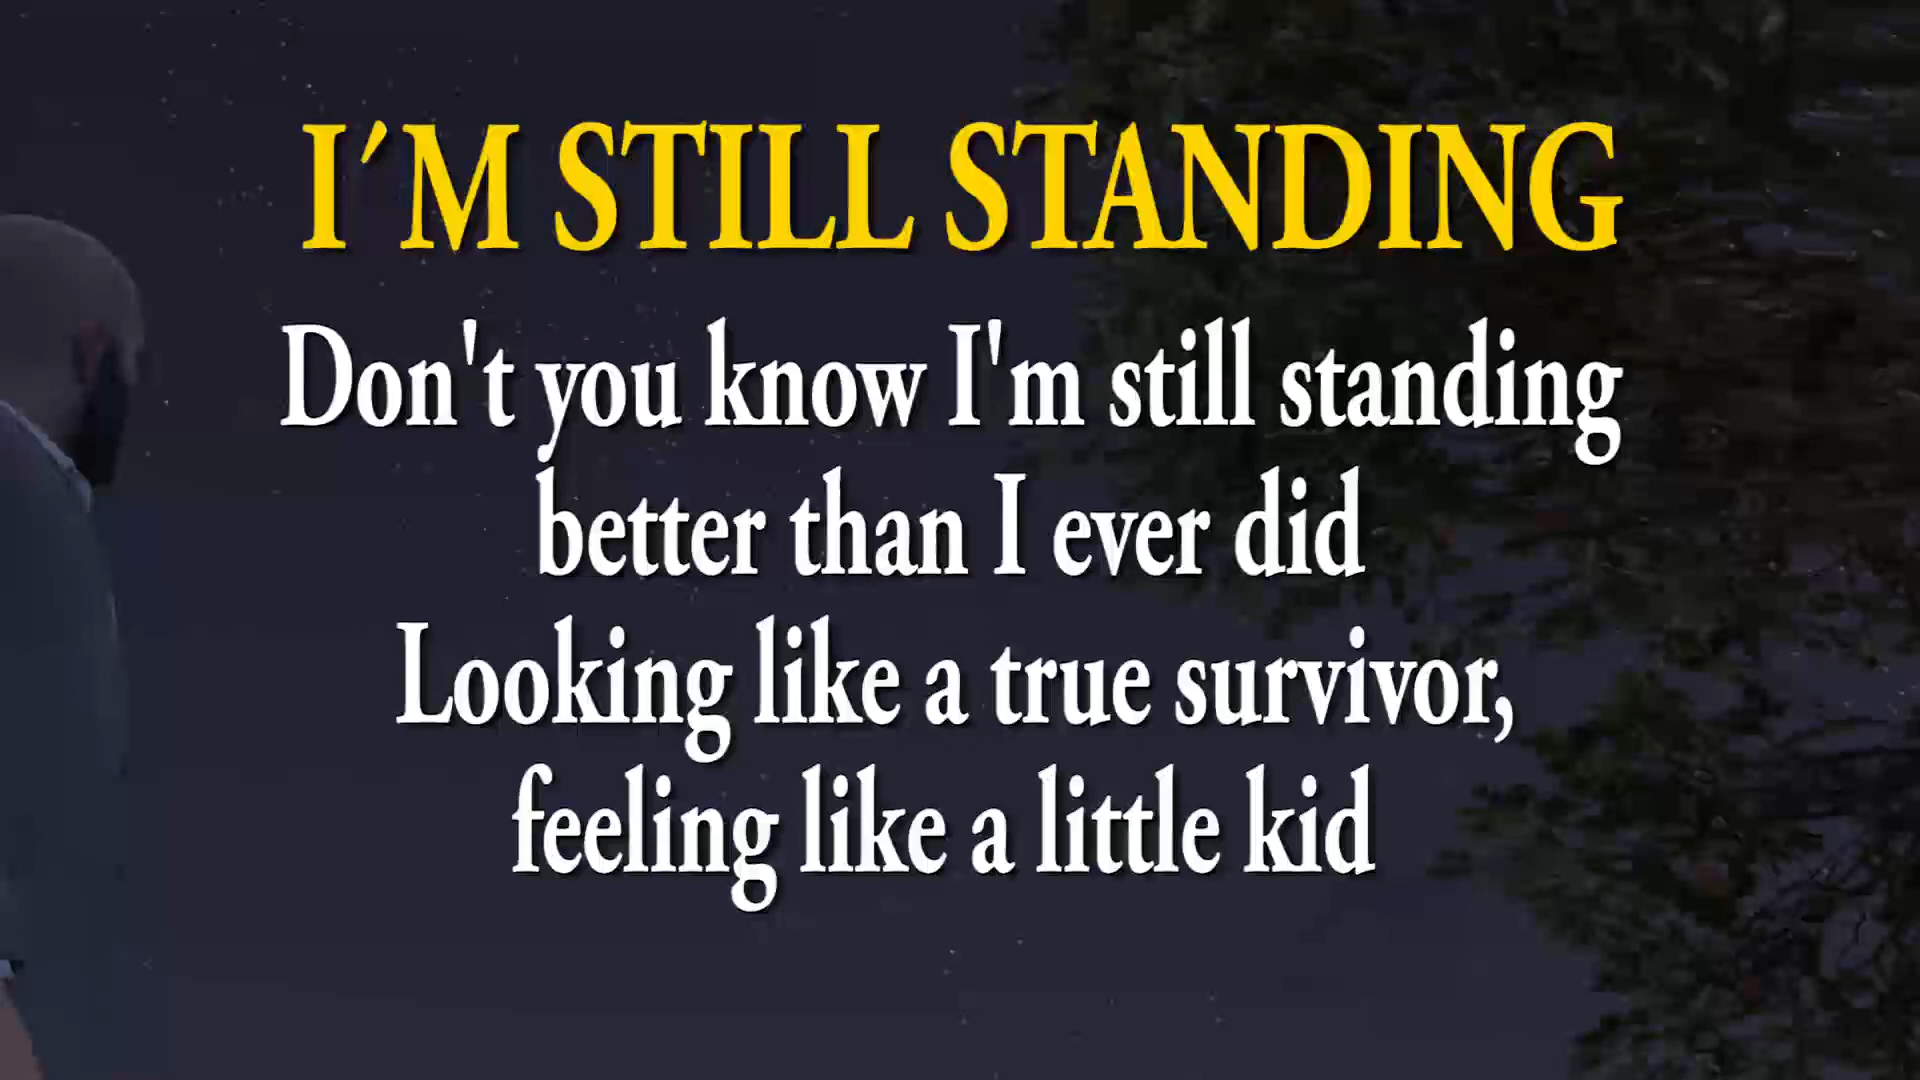 I´M STILL STANDING
Don't you know I'm still standing
better than I ever did
Looking like a true survivor,
feeling like a little kid